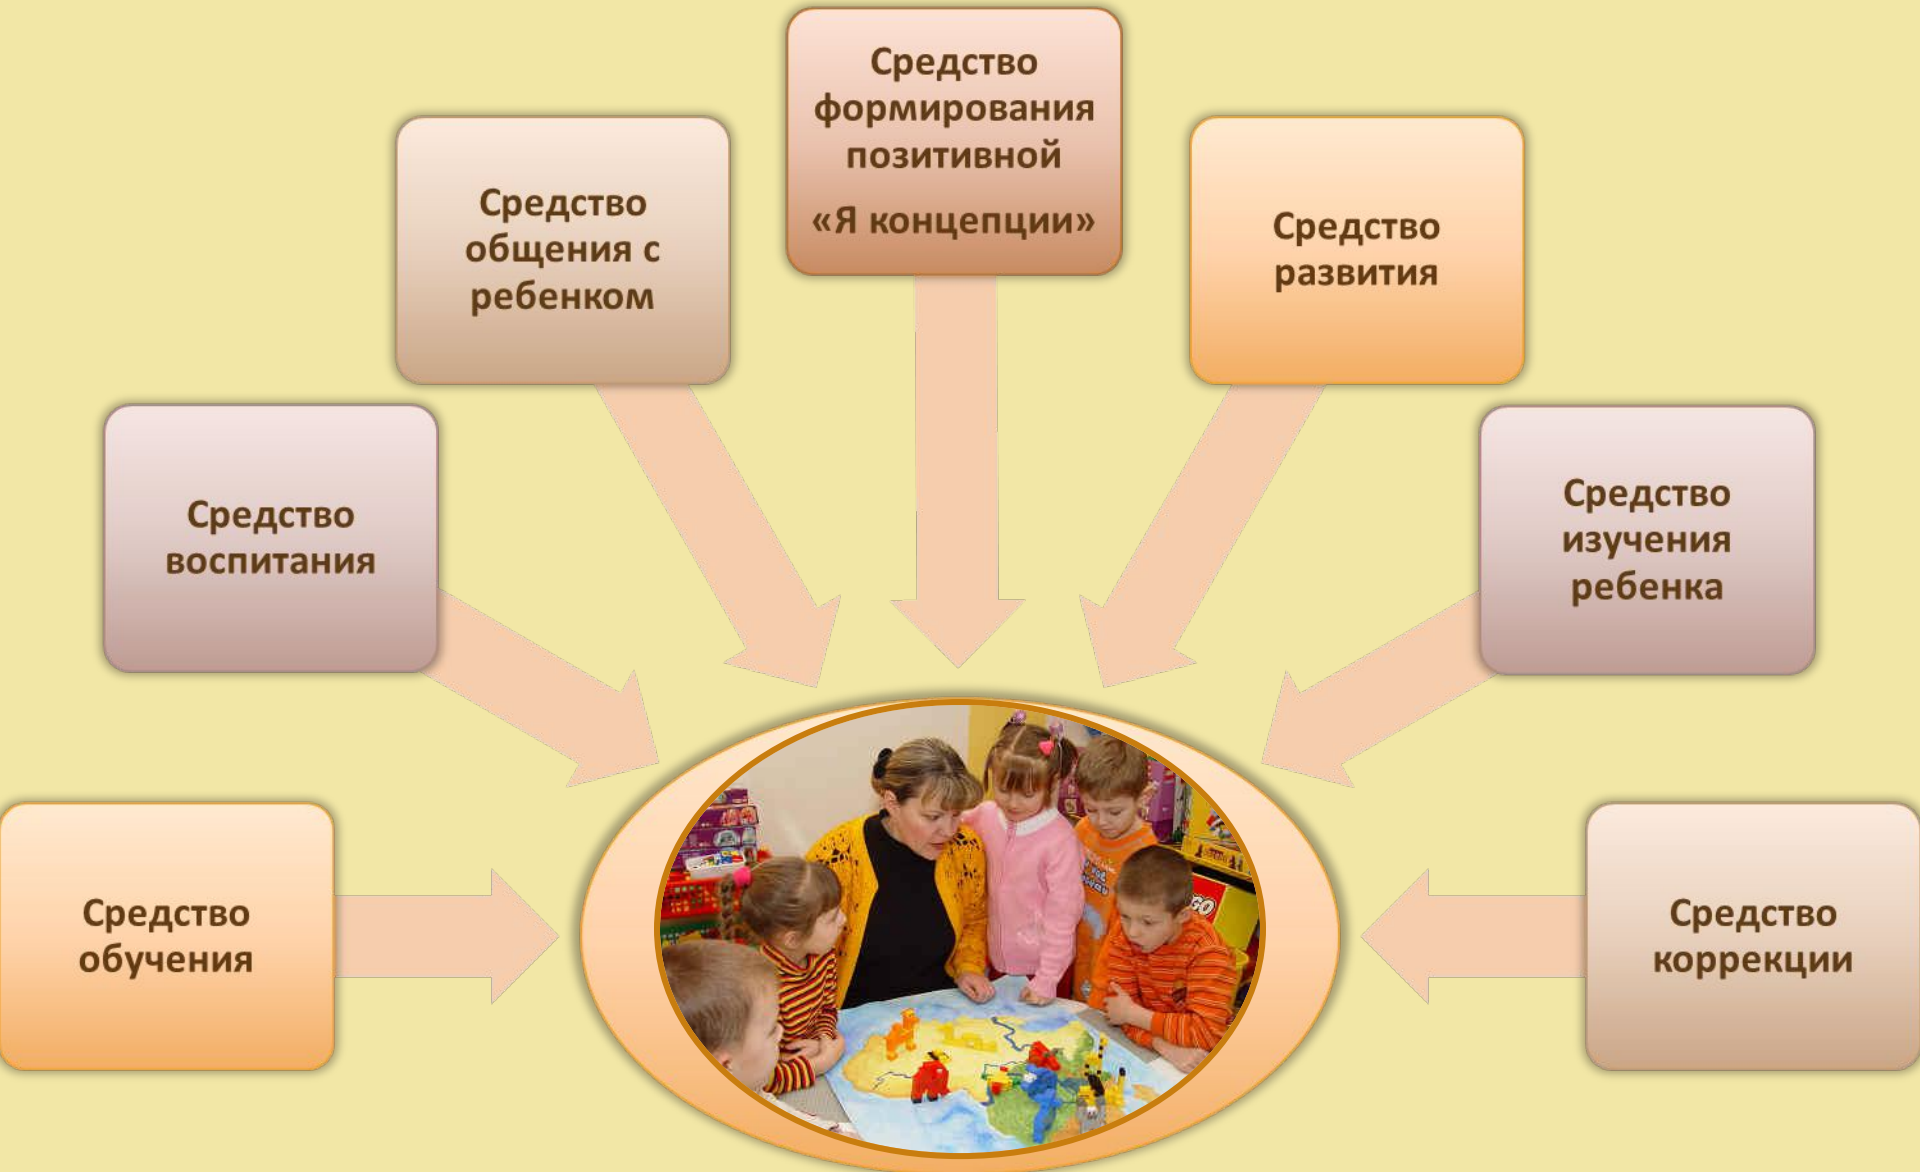 Средство
формирования
позитивной
«Я концепции»
Средство
общения с
ребенком
Средство
развития
Средство
воспитания
Средство
изучения
ребенка
Средство
обучения
Средство
коррекции